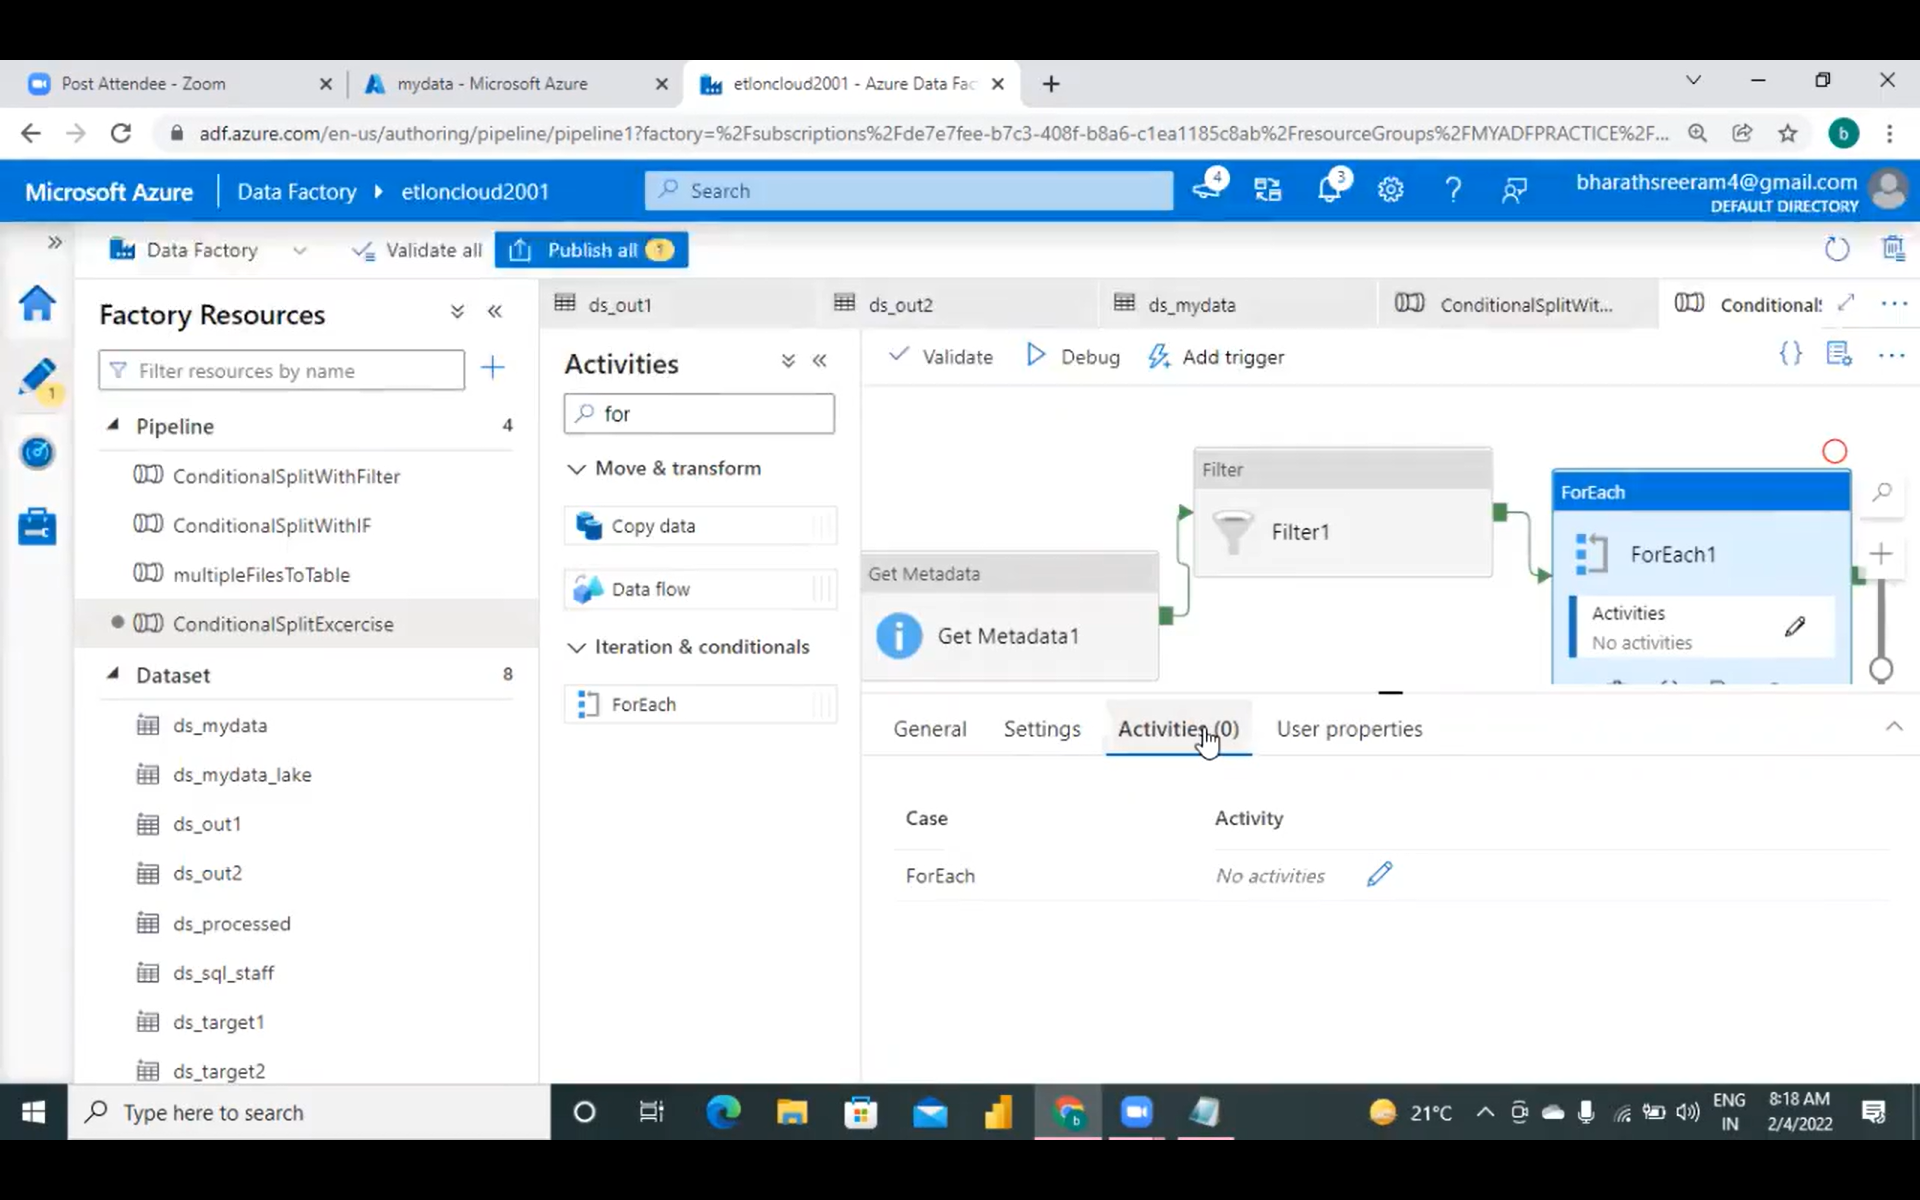 Post Attendee - Zoom
mydata - Microsoft Azure
etloncloud2001 - Azure Data Fac
adf.azure.com/en-us/authoring/pipeline/pipeline1?factory=%2Fsubscriptions%2Fde7e7fee-b7c3-408f-b8a6-c1ea1185c8ab%2FresourceGroups%2FMYADFPRACTICE%2F...
b
Microsoft Azure
Data Factory
etloncloud2001
Search
4
3
?
bharathsreeram4@gmail.com
DEFAULT DIRECTORY
Data Factory
Validate all
Publish all 1
Factory Resources
Filter resources by name
1
Pipeline 4
ConditionalSplitWithFilter
ConditionalSplitWithIF
multipleFilesToTable
ConditionalSplitExcercise
Dataset 8
ds_mydata
ds_mydata_lake
ds_out1
ds_out2
ds_processed
ds_sql_staff
ds_target1
ds_target2
ds_out1
ds_out2
ds_mydata
ConditionalSplitWit...
Conditional
Activities
for
Move & transform
Copy data
Data flow
Iteration & conditionals
ForEach
Validate
Debug
Add trigger
{}
Get Metadata
Get Metadata1
Filter
Filter1
ForEach
ForEach1
Activities
No activities
General
Settings
Activities (0)
User properties
Case Activity
ForEach No activities
Type here to search
b
21°C
ENG
IN
8:18 AM
2/4/2022